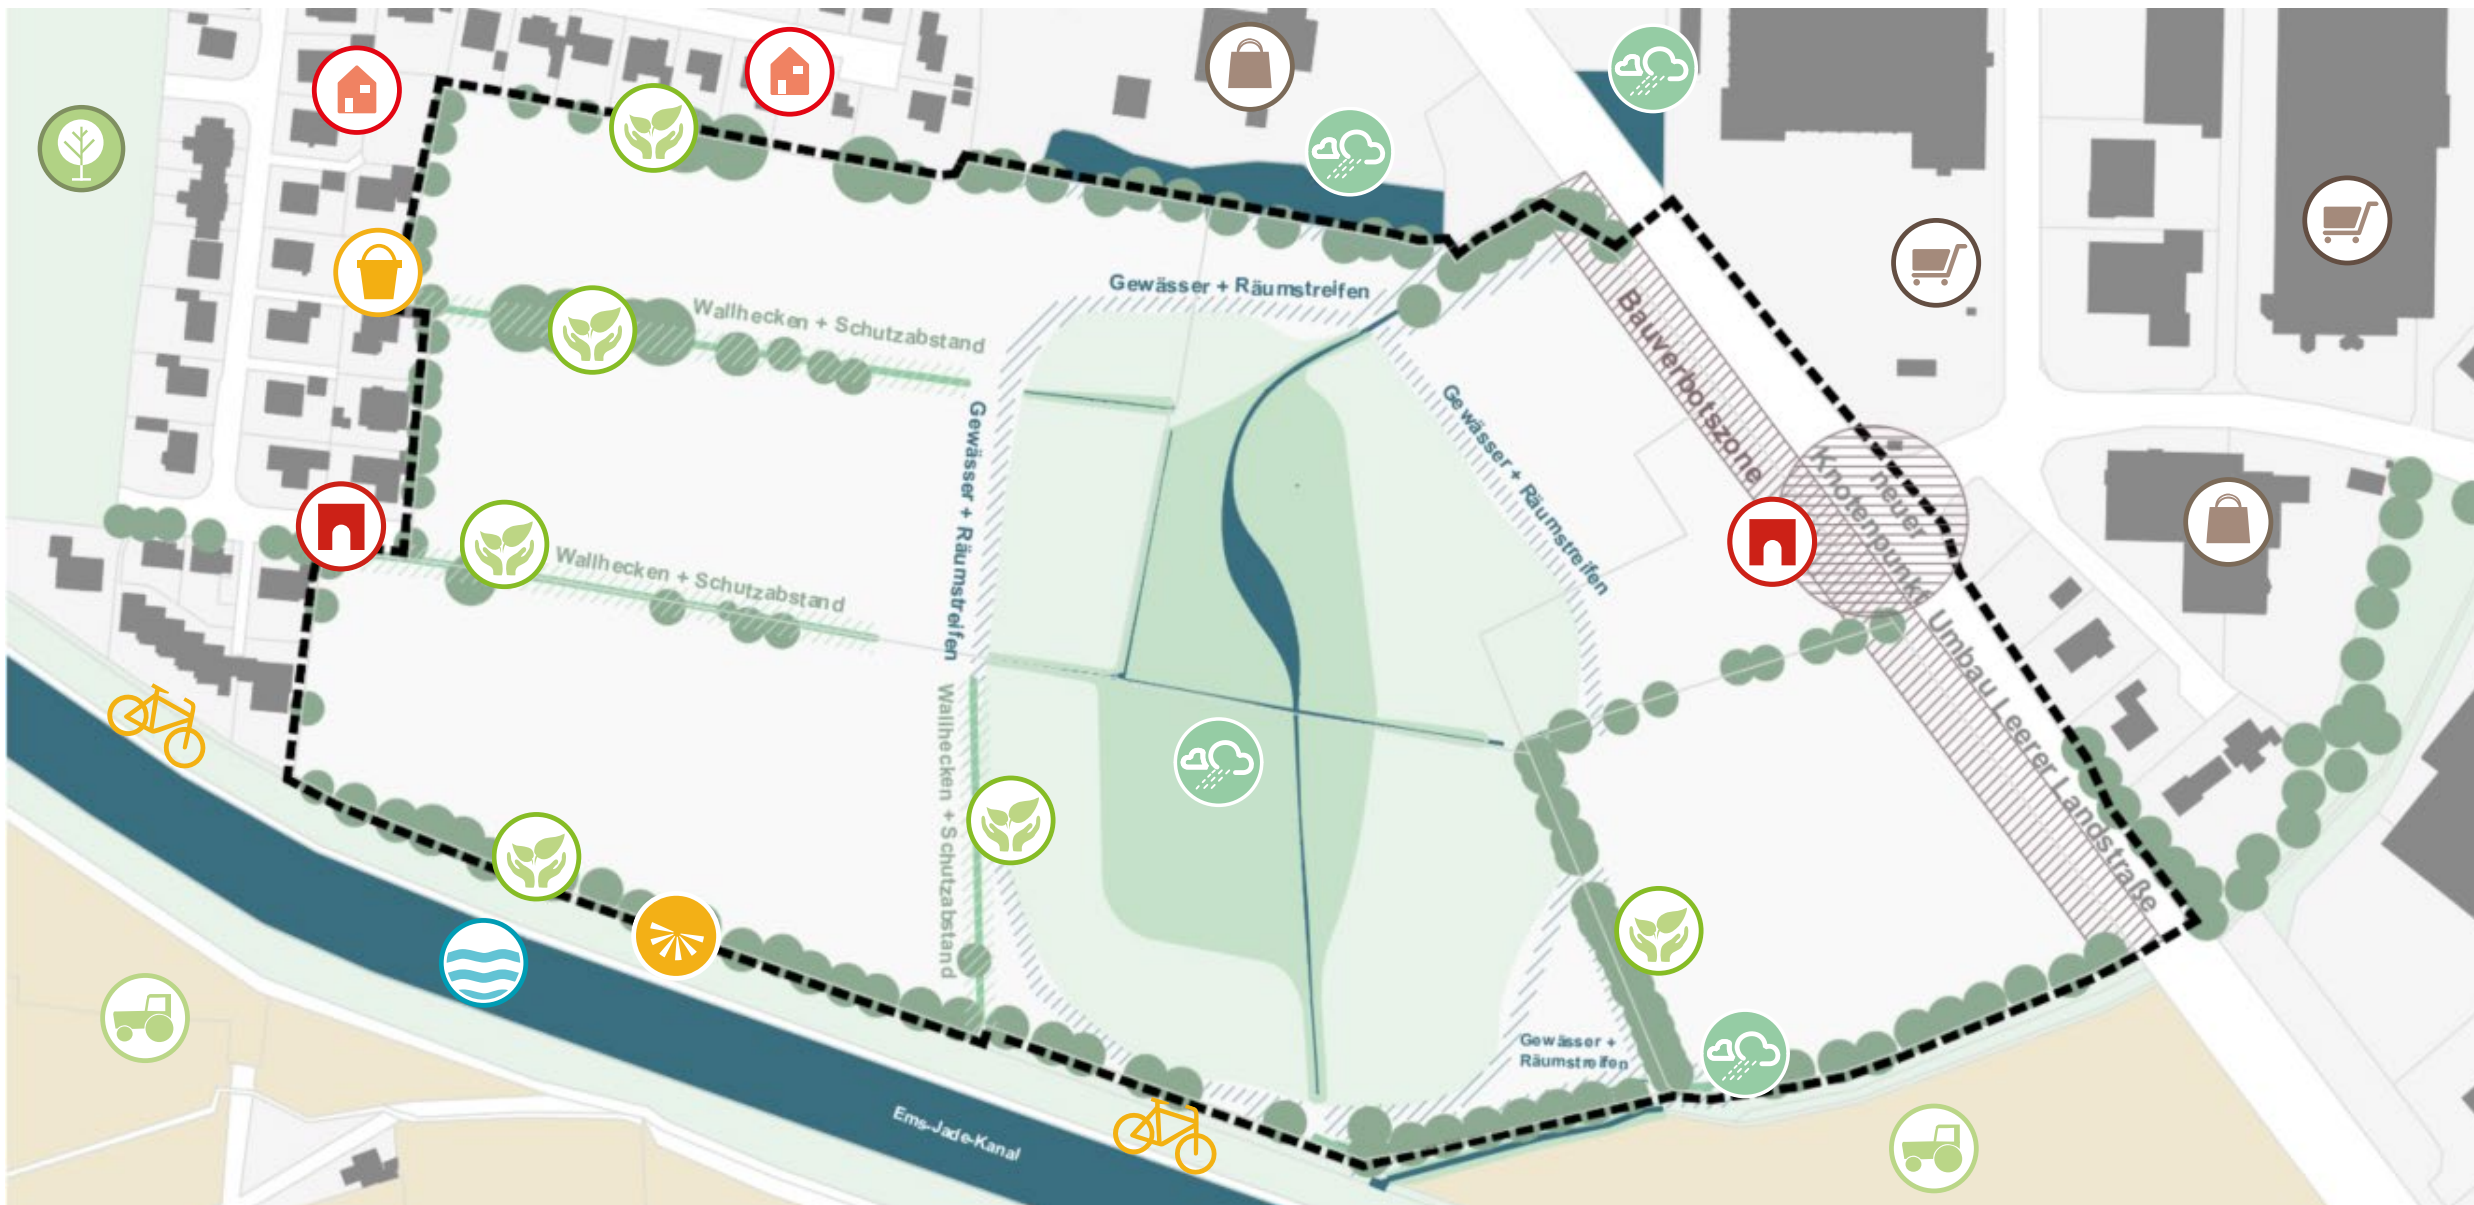 Gewässer + Räumstreifen
Wallhecken + Schutzabstand
Bauverbotszone
Gewässer + Räumstreifen
Gewässer + Räumstreifen
neuer
Knotenpunkt
Wallhecken + Schutzabstand
Umbau Leerer Landstraße
Wallhecken + Schutzabstand
Gewässer +
Räumstreifen
Ems-Jade-Kanal